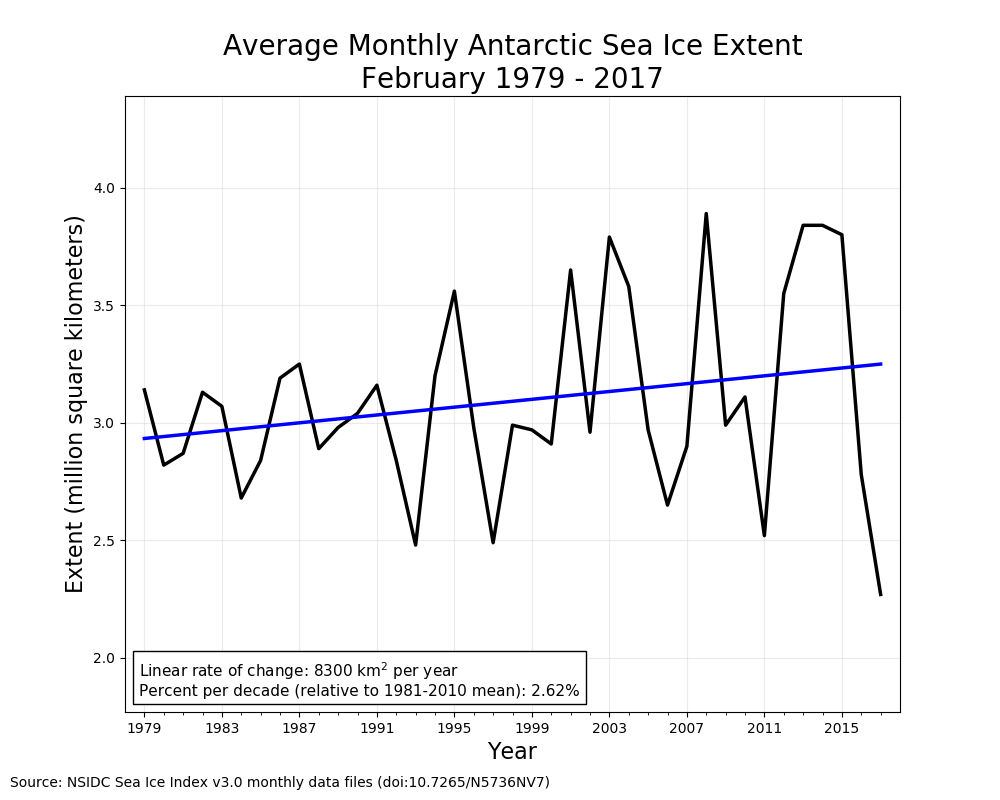 Average Monthly Antarctic Sea Ice Extent
February 1979 - 2017
Extent (million square kilometers)
4.0
3.5
3.0
2.5
2.0
Linear rate of change: 8300 km² per year
Percent per decade (relative to 1981-2010 mean): 2.62%
1979 1983 1987 1991 1995 1999 2003 2007 2011 2015
Year
Source: NSIDC Sea Ice Index v3.0 monthly data files (doi:10.7265/N5736NV7)